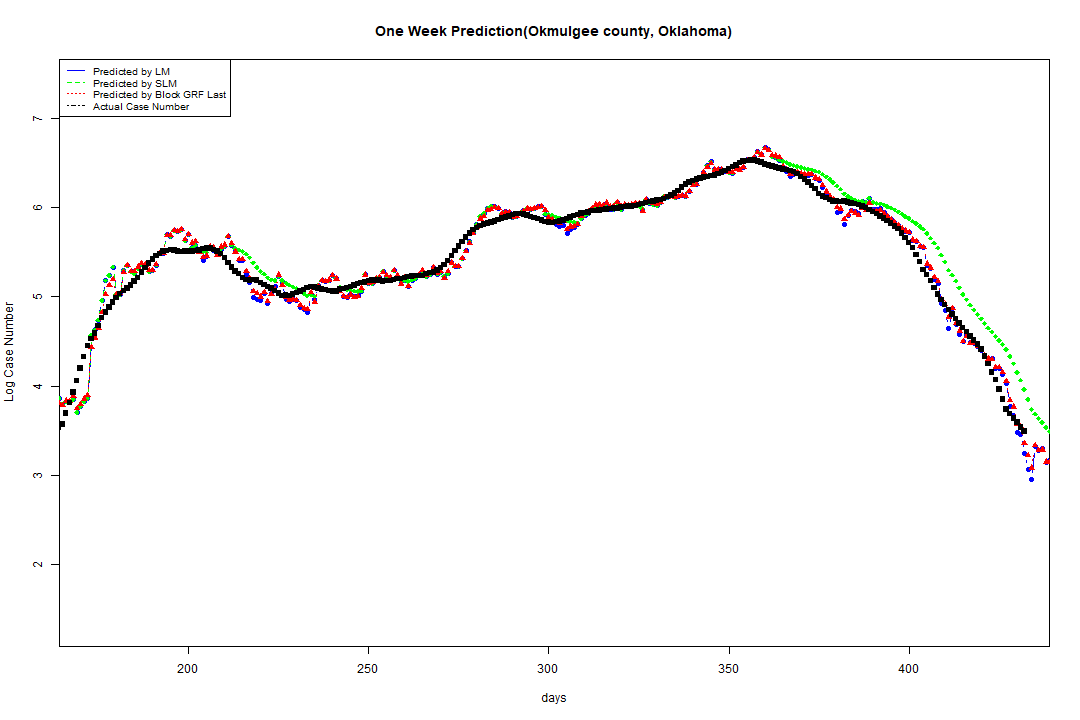 One Week Prediction(Okmulgee county, Oklahoma)
Predicted by LM
Predicted by SLM
Predicted by Block GRF Last
Actual Case Number
7
6
5
4
3
2
Log Case Number
200 250 300 350 400
days